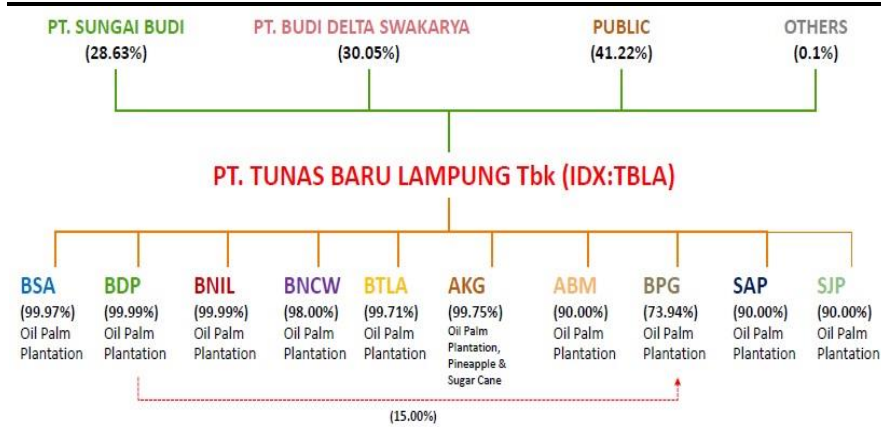 PT. SUNGAI BUDI
(28.63%)
PT. BUDI DELTA SWAKARYA
(30.05%)
PUBLIC
(41.22%)
OTHERS
(0.1%)
PT. TUNAS BARU LAMPUNG Tbk (IDX:TBLA)
BSA
(99.97%)
Oil Palm
Plantation
BDP
(99.99%)
Oil Palm
Plantation
BNIL
(99.99%)
Oil Palm
Plantation
BNCW
(98.00%)
Oil Palm
Plantation
BTLA
(99.71%)
Oil Palm
Plantation
AKG
(99.75%)
Oil Palm
Plantation,
Pineapple &
Sugar Cane
ABM
(90.00%)
Oil Palm
Plantation
BPG
(73.94%)
Oil Palm
Plantation
SAP
(90.00%)
Oil Palm
Plantation
SJP
(90.00%)
Oil Palm
Plantation
(15.00%)